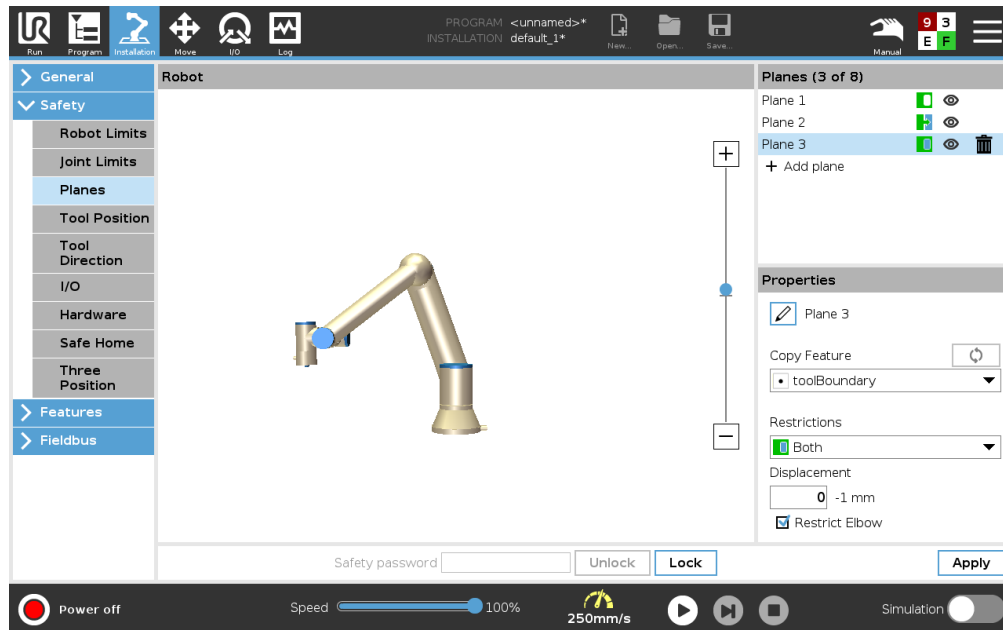 UR
PROGRAM <unnamed>*
INSTALLATION default_1*
Run Program Installation Move I/O Log New... Open... Save... Manual
9 3
E F
General
Safety
Robot Limits
Joint Limits
Planes
Tool Position
Tool
Direction
I/O
Hardware
Safe Home
Three
Position
Features
Fieldbus
Robot
+
−
Safety password Unlock Lock Apply
Planes (3 of 8)
Plane 1
Plane 2
Plane 3
+ Add plane
Properties
Plane 3
Copy Feature
toolBoundary
Restrictions
Both
Displacement
0 -1 mm
Restrict Elbow
Power off
Speed 100%
250mm/s
Simulation